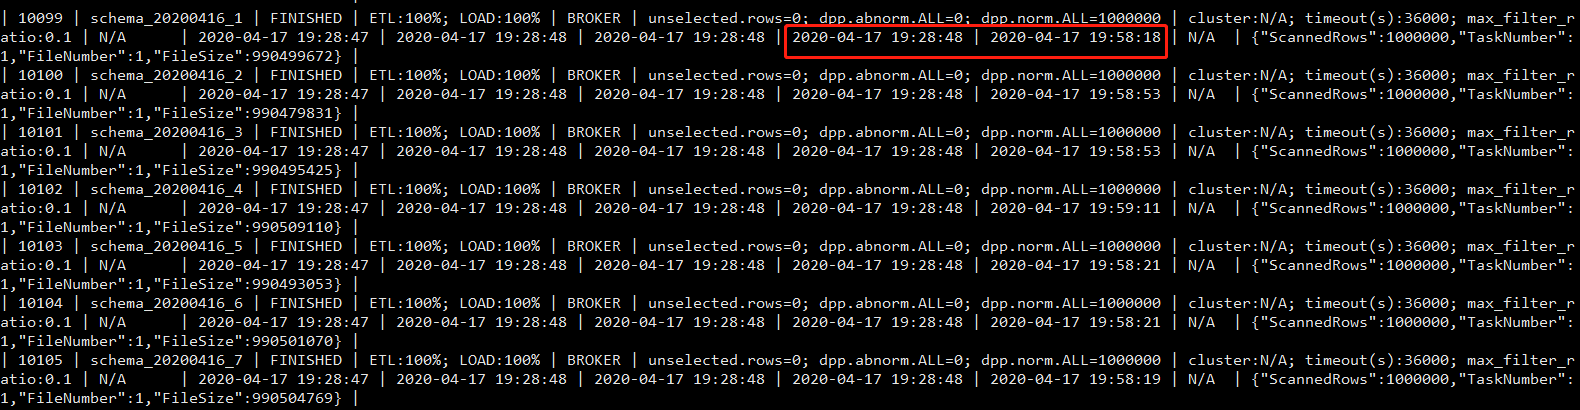 | 10099 | schema_20200416_1 | FINISHED | ETL:100%; LOAD:100% | BROKER | unselected.rows=0; dpp.abnorm.ALL=0; dpp.norm.ALL=1000000 | cluster:N/A; timeout(s):36000; max_filter_r
atio:0.1 | N/A | 2020-04-17 19:28:47 | 2020-04-17 19:28:48 | 2020-04-17 19:28:48 | 2020-04-17 19:28:48 | 2020-04-17 19:58:18 | N/A | {"ScannedRows":1000000,"TaskNumber":
1,"FileNumber":1,"FileSize":990499672} |
| 10100 | schema_20200416_2 | FINISHED | ETL:100%; LOAD:100% | BROKER | unselected.rows=0; dpp.abnorm.ALL=0; dpp.norm.ALL=1000000 | cluster:N/A; timeout(s):36000; max_filter_r
atio:0.1 | N/A | 2020-04-17 19:28:47 | 2020-04-17 19:28:48 | 2020-04-17 19:28:48 | 2020-04-17 19:28:48 | 2020-04-17 19:58:53 | N/A | {"ScannedRows":1000000,"TaskNumber":
1,"FileNumber":1,"FileSize":990479831} |
| 10101 | schema_20200416_3 | FINISHED | ETL:100%; LOAD:100% | BROKER | unselected.rows=0; dpp.abnorm.ALL=0; dpp.norm.ALL=1000000 | cluster:N/A; timeout(s):36000; max_filter_r
atio:0.1 | N/A | 2020-04-17 19:28:47 | 2020-04-17 19:28:48 | 2020-04-17 19:28:48 | 2020-04-17 19:28:48 | 2020-04-17 19:58:53 | N/A | {"ScannedRows":1000000,"TaskNumber":
1,"FileNumber":1,"FileSize":990495425} |
| 10102 | schema_20200416_4 | FINISHED | ETL:100%; LOAD:100% | BROKER | unselected.rows=0; dpp.abnorm.ALL=0; dpp.norm.ALL=1000000 | cluster:N/A; timeout(s):36000; max_filter_r
atio:0.1 | N/A | 2020-04-17 19:28:47 | 2020-04-17 19:28:48 | 2020-04-17 19:28:48 | 2020-04-17 19:28:48 | 2020-04-17 19:59:11 | N/A | {"ScannedRows":1000000,"TaskNumber":
1,"FileNumber":1,"FileSize":990509110} |
| 10103 | schema_20200416_5 | FINISHED | ETL:100%; LOAD:100% | BROKER | unselected.rows=0; dpp.abnorm.ALL=0; dpp.norm.ALL=1000000 | cluster:N/A; timeout(s):36000; max_filter_r
atio:0.1 | N/A | 2020-04-17 19:28:47 | 2020-04-17 19:28:48 | 2020-04-17 19:28:48 | 2020-04-17 19:28:48 | 2020-04-17 19:58:21 | N/A | {"ScannedRows":1000000,"TaskNumber":
1,"FileNumber":1,"FileSize":990493053} |
| 10104 | schema_20200416_6 | FINISHED | ETL:100%; LOAD:100% | BROKER | unselected.rows=0; dpp.abnorm.ALL=0; dpp.norm.ALL=1000000 | cluster:N/A; timeout(s):36000; max_filter_r
atio:0.1 | N/A | 2020-04-17 19:28:47 | 2020-04-17 19:28:48 | 2020-04-17 19:28:48 | 2020-04-17 19:28:48 | 2020-04-17 19:58:21 | N/A | {"ScannedRows":1000000,"TaskNumber":
1,"FileNumber":1,"FileSize":990501070} |
| 10105 | schema_20200416_7 | FINISHED | ETL:100%; LOAD:100% | BROKER | unselected.rows=0; dpp.abnorm.ALL=0; dpp.norm.ALL=1000000 | cluster:N/A; timeout(s):36000; max_filter_r
atio:0.1 | N/A | 2020-04-17 19:28:47 | 2020-04-17 19:28:48 | 2020-04-17 19:28:48 | 2020-04-17 19:28:48 | 2020-04-17 19:58:19 | N/A | {"ScannedRows":1000000,"TaskNumber":
1,"FileNumber":1,"FileSize":990504769} |